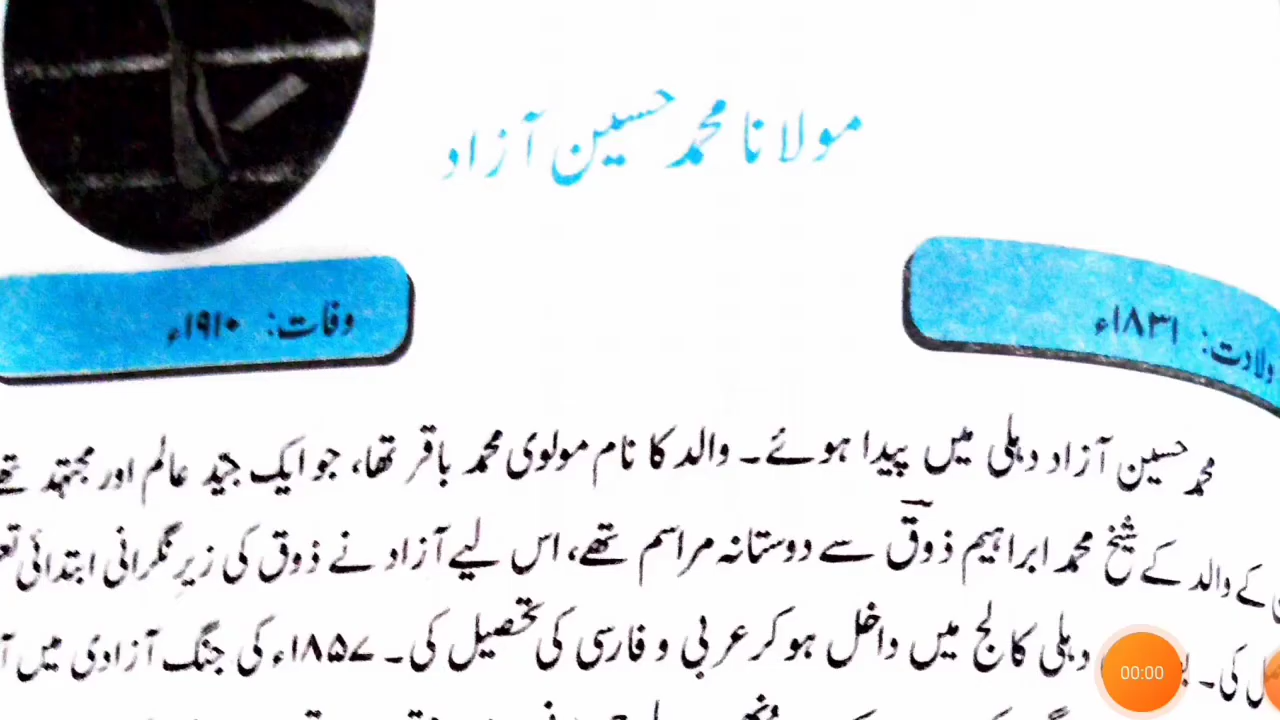 مولانا محمد حسین آزاد
ولادت: ۱۸۳۱ء
وفات: ۱۹۱۰ء
محمد حسین آزاد دہلی میں پیدا ہوئے۔ والد کا نام مولوی محمد باقر تھا، جو ایک جیّد عالم اور مجتہد
کے والد کے شیخ محمد ابراہیم ذوقؔ سے دوستانہ مراسم تھے، اس لیے آزاد نے ذوق کی زیرِ نگرانی ابتدائی
کی۔ دہلی کالج میں داخل ہو کر عربی و فارسی کی تحصیل کی۔ ۱۸۵۷ء کی جنگ آزادی میں
00:00